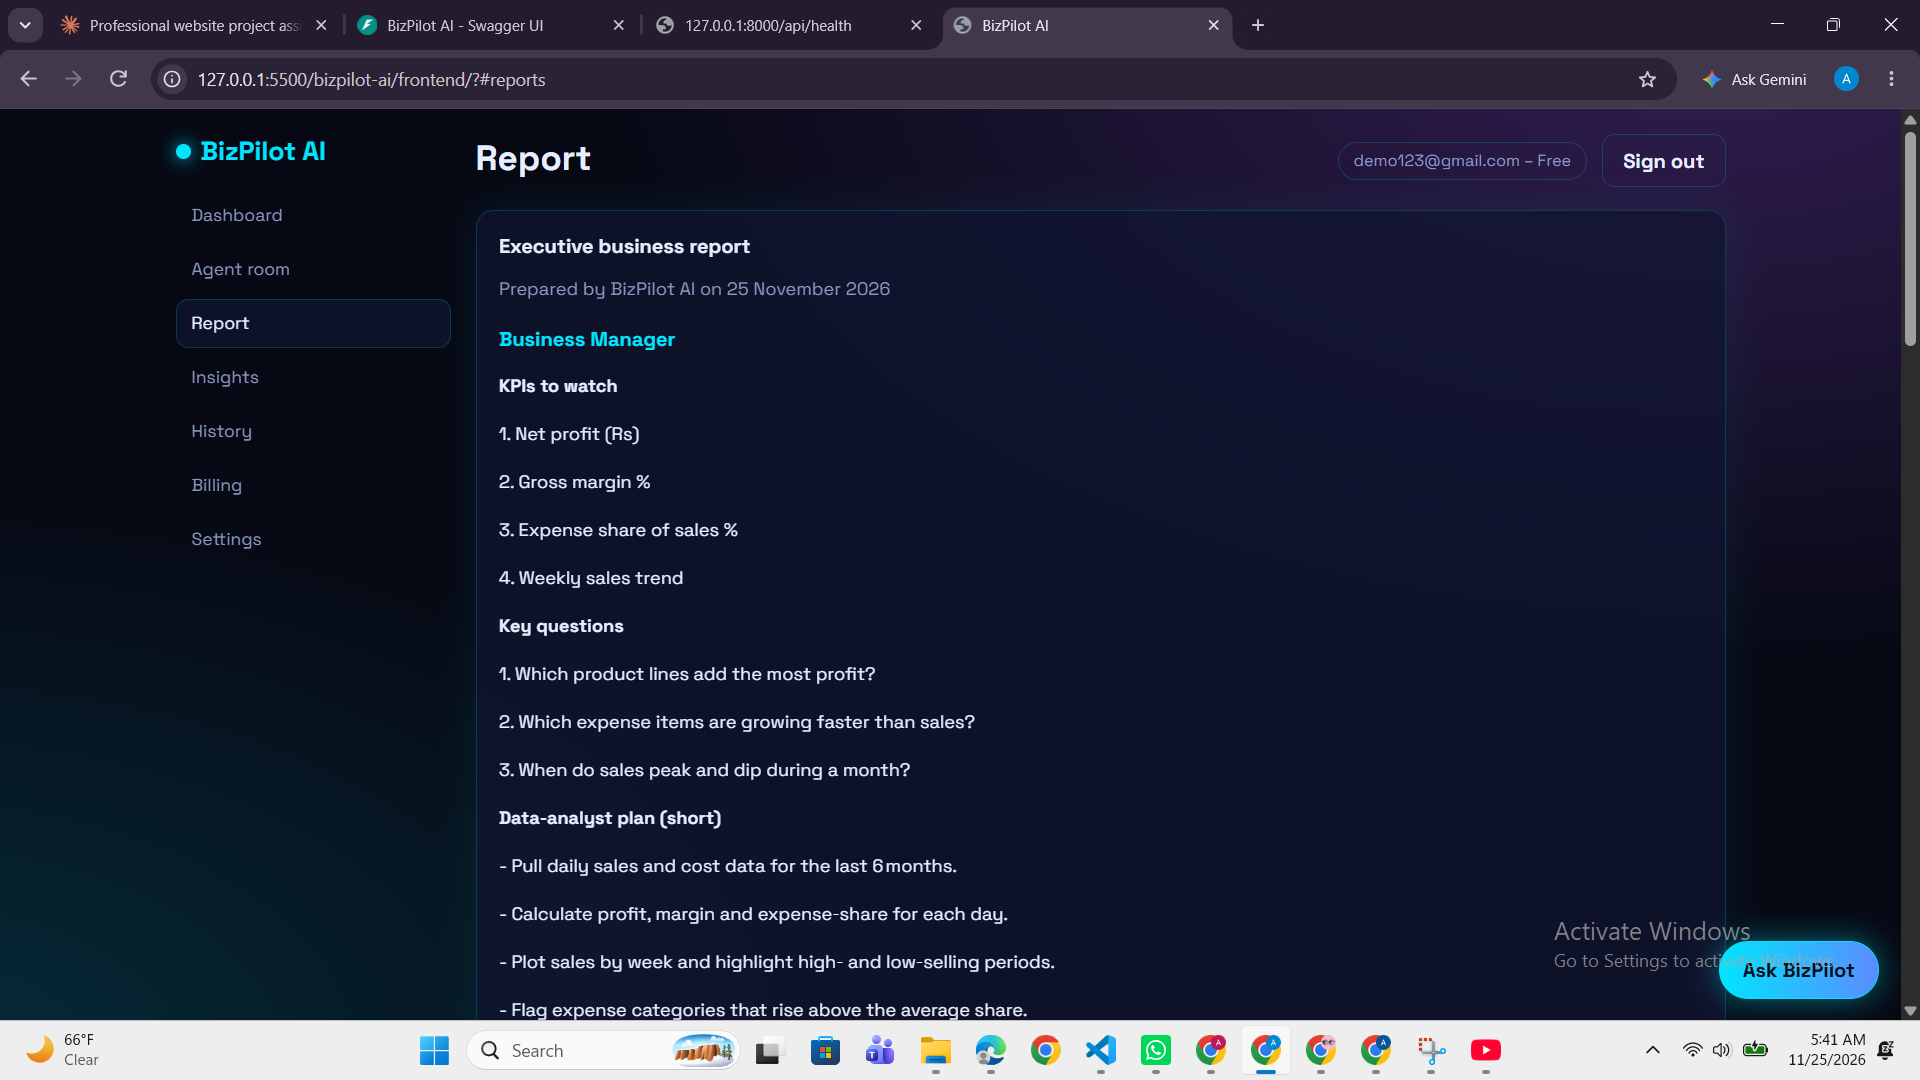 Professional website project ass
BizPilot AI - Swagger UI
127.0.0.1:8000/api/health
BizPilot AI
127.0.0.1:5500/bizpilot-ai/frontend/?#reports
Ask Gemini
A
BizPilot AI
Report
demo123@gmail.com – Free
Sign out
Dashboard
Agent room
Report
Insights
History
Billing
Settings
Executive business report
Prepared by BizPilot AI on 25 November 2026
Business Manager
KPIs to watch
1. Net profit (Rs)
2. Gross margin %
3. Expense share of sales %
4. Weekly sales trend
Key questions
1. Which product lines add the most profit?
2. Which expense items are growing faster than sales?
3. When do sales peak and dip during a month?
Data-analyst plan (short)
- Pull daily sales and cost data for the last 6 months.
- Calculate profit, margin and expense-share for each day.
- Plot sales by week and highlight high- and low-selling periods.
- Flag expense categories that rise above the average share.
Activate Windows
Go to Settings to activate Windows.
Ask BizPilot
66°F
Clear
Search
5:41 AM
11/25/2026